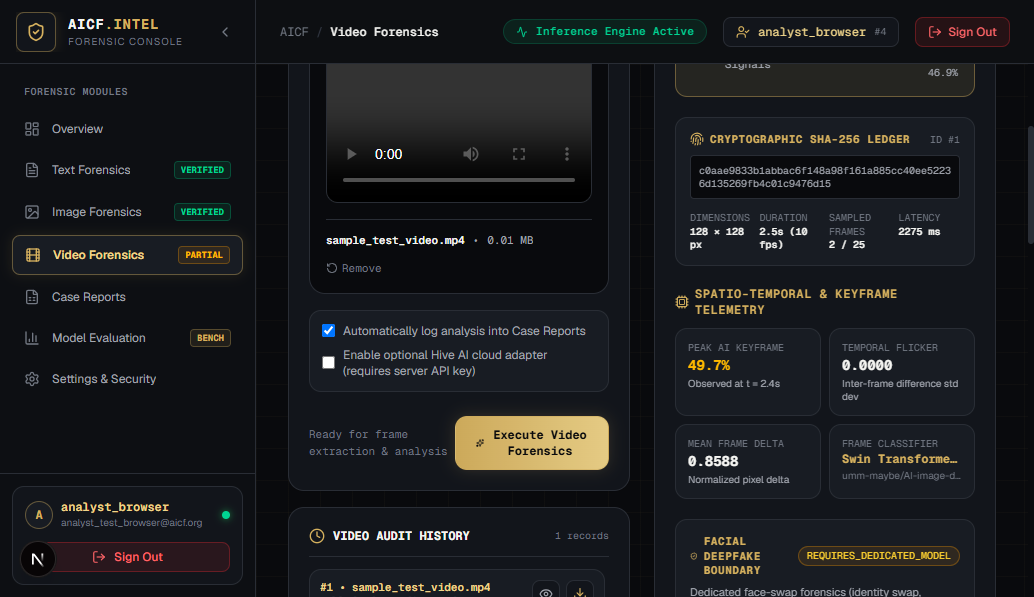 AICF.INTEL
FORENSIC CONSOLE
AICF / Video Forensics
Inference Engine Active
analyst_browser #4
Sign Out
FORENSIC MODULES
Overview
Text Forensics VERIFIED
Image Forensics VERIFIED
Video Forensics PARTIAL
Case Reports
Model Evaluation BENCH
Settings & Security
A
analyst_browser
analyst_test_browser@aicf.org
N
Sign Out
0:00
sample_test_video.mp4 • 0.01 MB
Remove
Automatically log analysis into Case Reports
Enable optional Hive AI cloud adapter
(requires server API key)
Ready for frame
extraction & analysis
Execute Video
Forensics
VIDEO AUDIT HISTORY 1 records
#1 • sample_test_video.mp4
Signals
46.9%
CRYPTOGRAPHIC SHA-256 LEDGER ID #1
c0aae9833b1abbac6f148a98f161a885cc40ee5223
6d135269fb4c01c9476d15
DIMENSIONS
128 × 128
px
DURATION
2.5s (10
fps)
SAMPLED
FRAMES
2 / 25
LATENCY
2275 ms
SPATIO-TEMPORAL & KEYFRAME
TELEMETRY
PEAK AI KEYFRAME
49.7%
Observed at t = 2.4s
TEMPORAL FLICKER
0.0000
Inter-frame difference std
dev
MEAN FRAME DELTA
0.8588
Normalized pixel delta
FRAME CLASSIFIER
Swin Transforme…
umm-maybe/AI-image-d…
FACIAL
DEEPFAKE
BOUNDARY
REQUIRES_DEDICATED_MODEL
Dedicated face-swap forensics (identity swap,